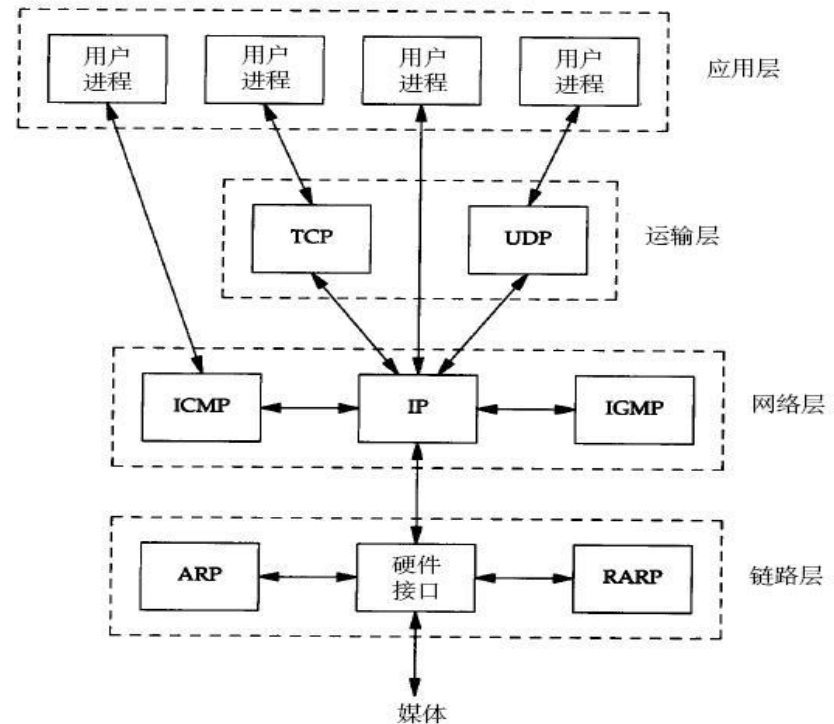 用户
进程
用户
进程
用户
进程
用户
进程
应用层
TCP
UDP
运输层
ICMP
IP
IGMP
网络层
ARP
硬件
接口
RARP
链路层
媒体